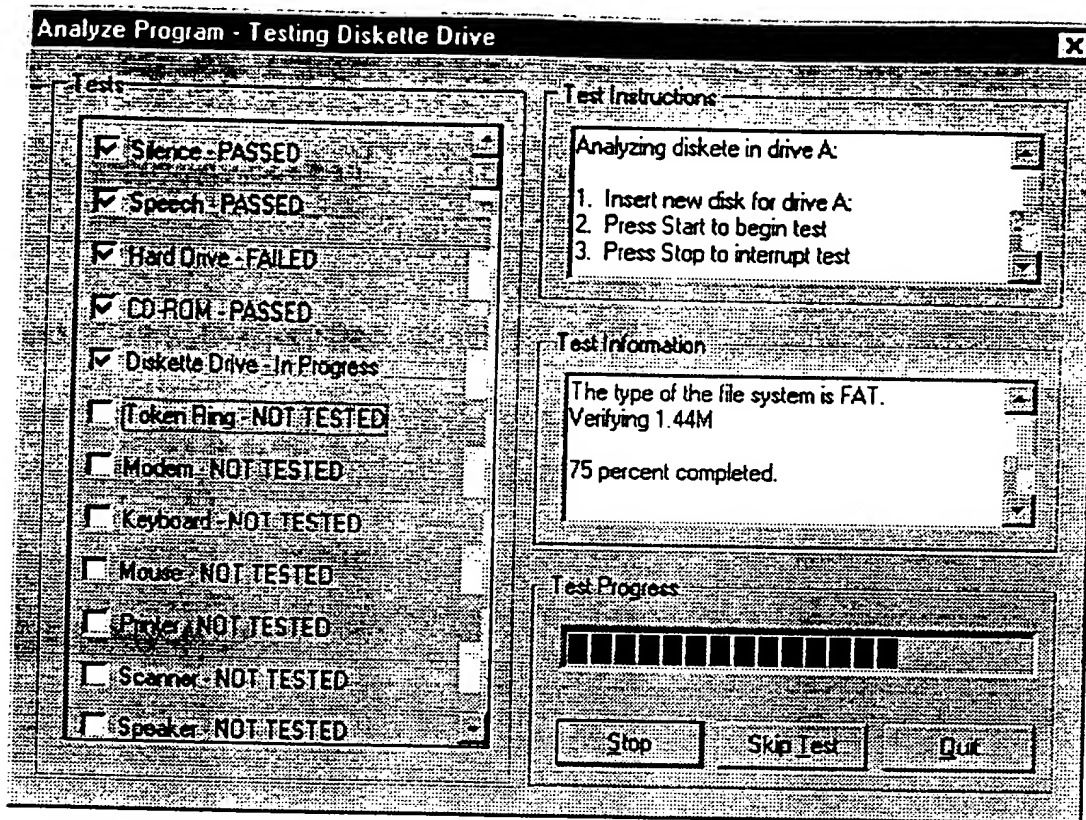 Analyze Program - Testing Diskette Drive
Tests
Silence - PASSED
Speech - PASSED
Hard Drive - FAILED
CD-ROM - PASSED
Diskette Drive - In Progress
Token Ring - NOT TESTED
Modem - NOT TESTED
Keyboard - NOT TESTED
Mouse - NOT TESTED
Printer - NOT TESTED
Scanner - NOT TESTED
Speaker - NOT TESTED
Test Instructions
Analyzing diskete in drive A:
1. Insert new disk for drive A:
2. Press Start to begin test
3. Press Stop to interrupt test
Test Information
The type of the file system is FAT.
Verifying 1.44M
75 percent completed.
Test Progress
Stop
Skip Test
Quit